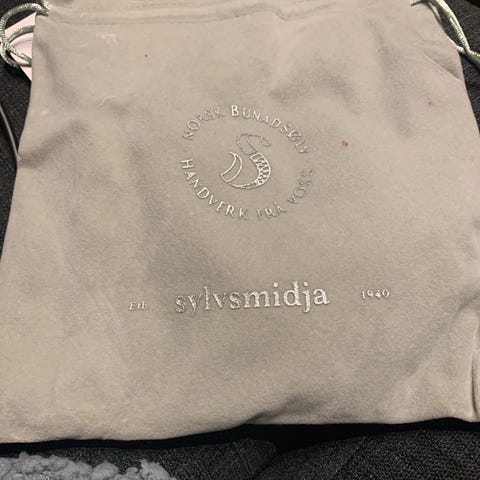 NORSK BUNADSØLV
HANDVERK FRÅ VOSS
Etb. sylvsmidja 1940